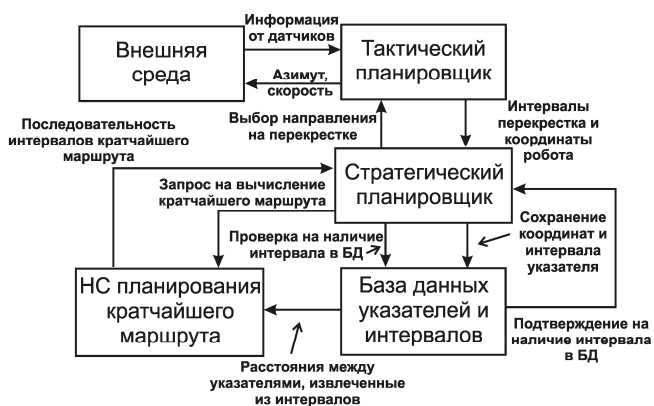 Информация
от датчиков
Внешняя
среда
Тактический
планировщик
Азимут,
скорость
Последовательность
интервалов кратчайшего
маршрута
Выбор направления
на перекрестке
Интервалы
перекрестка и
координаты
робота
Стратегический
планировщик
Запрос на вычисление
кратчайшего маршрута
Проверка на наличие
интервала в БД
Сохранение
координат и
интервала
указателя
НС планирования
кратчайшего
маршрута
База данных
указателей и
интервалов
Подтверждение на
наличие интервала
в БД
Расстояния между
указателями, извлеченные
из интервалов